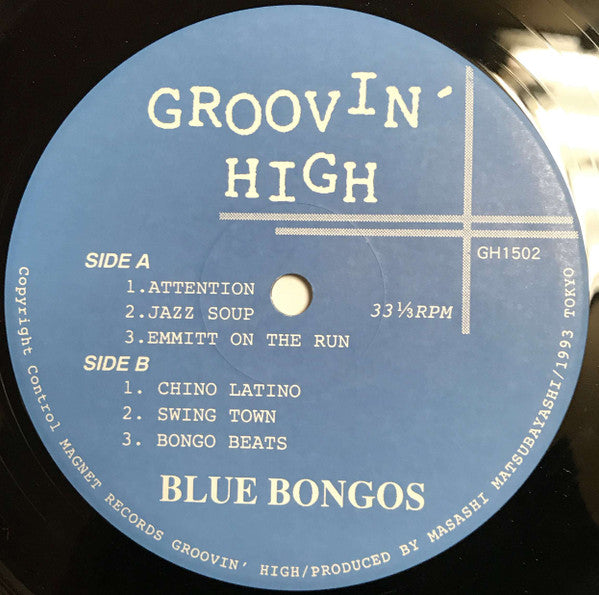 GROOVIN'
HIGH
GH1502
SIDE A
1.ATTENTION
2.JAZZ SOUP
33⅓RPM
3.EMMITT ON THE RUN
SIDE B
1. CHINO LATINO
2. SWING TOWN
3. BONGO BEATS
BLUE BONGOS
Copyright Control MAGNET RECORDS GROOVIN' HIGH/PRODUCED BY MASASHI MATSUBAYASHI/1993 TOKYO